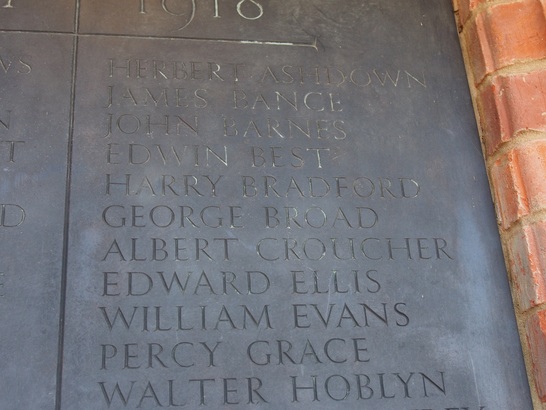 1918
HERBERT ASHDOWN
JAMES BANCE
JOHN BARNES
EDWIN BEST
HARRY BRADFORD
GEORGE BROAD
ALBERT CROUCHER
EDWARD ELLIS
WILLIAM EVANS
PERCY GRACE
WALTER HOBLYN